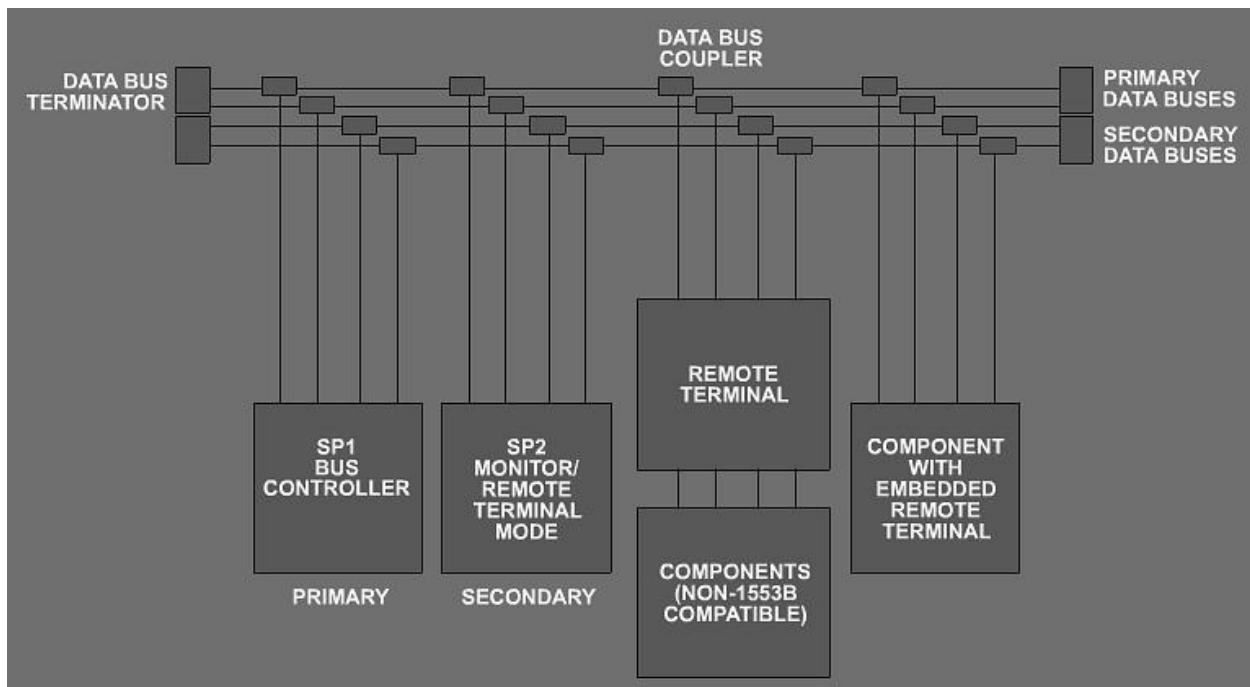 DATA BUS
COUPLER
DATA BUS
TERMINATOR
PRIMARY
DATA BUSES
SECONDARY
DATA BUSES
SP1
BUS
CONTROLLER
SP2
MONITOR/
REMOTE
TERMINAL
MODE
REMOTE
TERMINAL
COMPONENT
WITH
EMBEDDED
REMOTE
TERMINAL
COMPONENTS
(NON-1553B
COMPATIBLE)
PRIMARY
SECONDARY